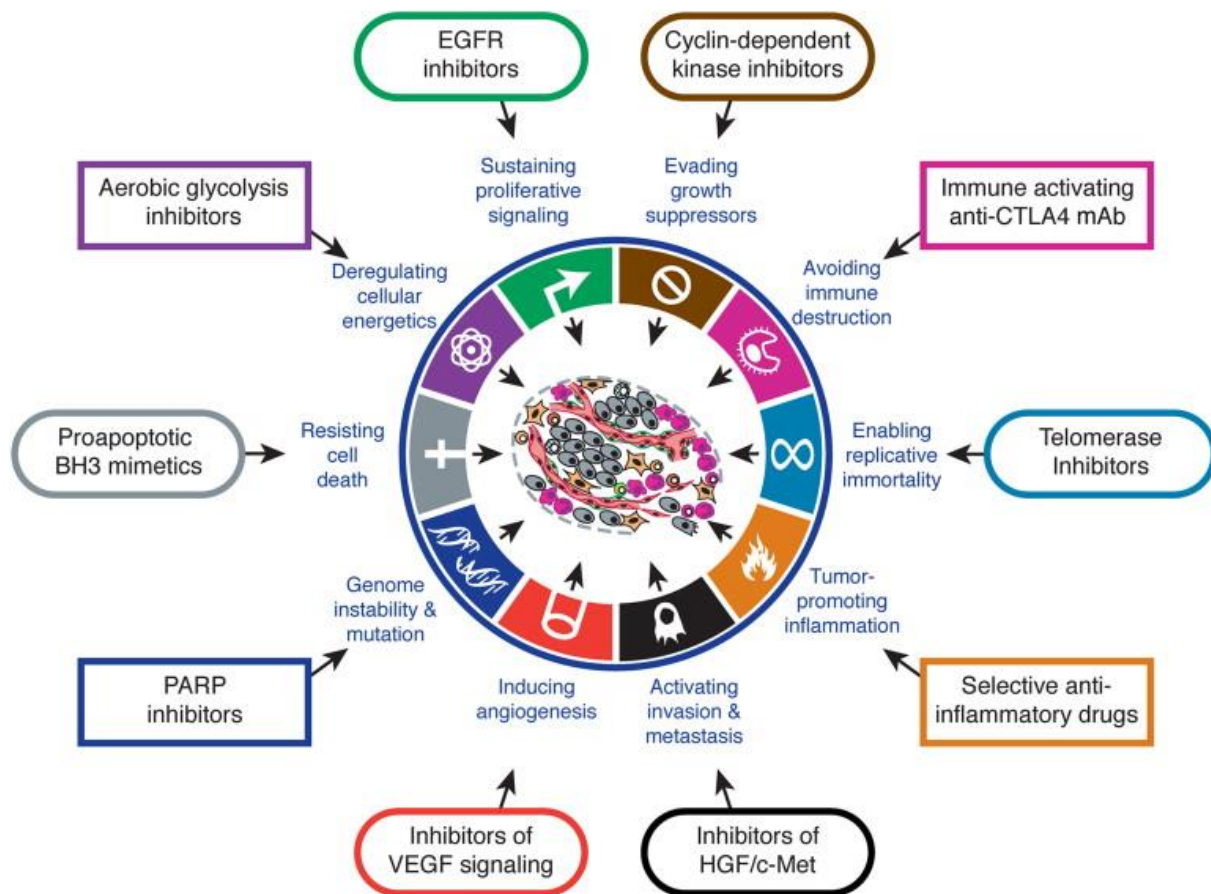 EGFR
inhibitors
Cyclin-dependent
kinase inhibitors
Sustaining
proliferative
signaling
Evading
growth
suppressors
Aerobic glycolysis
inhibitors
Immune activating
anti-CTLA4 mAb
Deregulating
cellular
energetics
Avoiding
immune
destruction
Proapoptotic
BH3 mimetics
Resisting
cell
death
Enabling
replicative
immortality
Telomerase
Inhibitors
Genome
instability &
mutation
Tumor-
promoting
inflammation
PARP
inhibitors
Inducing
angiogenesis
Activating
invasion &
metastasis
Selective anti-
inflammatory drugs
Inhibitors of
VEGF signaling
Inhibitors of
HGF/c-Met